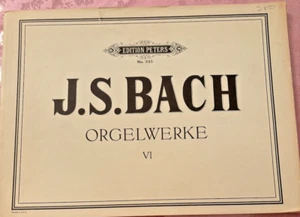 EDITION PETERS
J.S. BACH
ORGELWERKE
VI